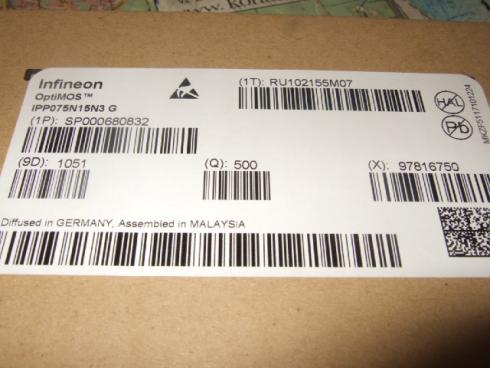 Infineon
OptiMOS™
IPP075N15N3 G
(1P): SP000680832
(1T): RU102155M07
HAL
Pb
MKZF5117101224
(9D): 1051
(Q): 500
(X): 97816750
Diffused in GERMANY, Assembled in MALAYSIA